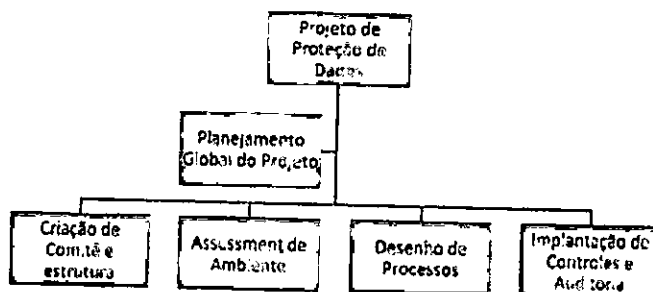 Projeto de
Proteção de
Dados
Planejamento
Global do Projeto
Criação de
Comitê e
estrutura
Assessment de
Ambiente
Desenho de
Processos
Implantação de
Controles e
Auditoria